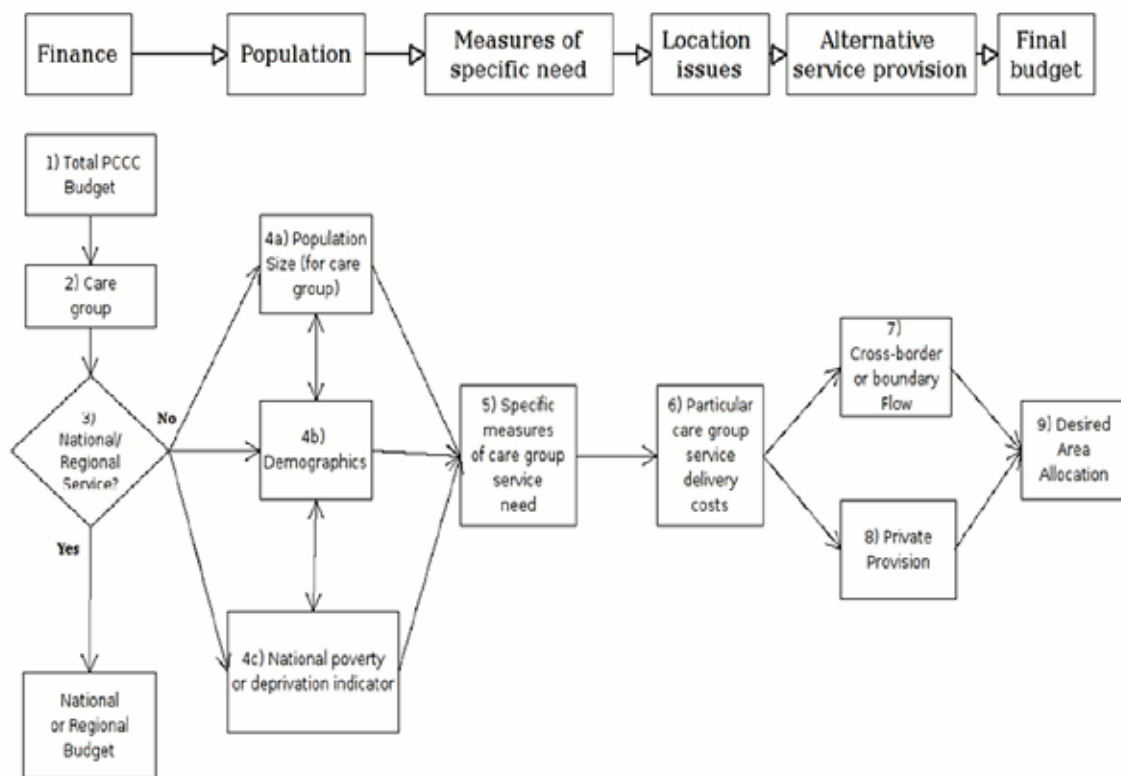 Finance
Population
Measures of
specific need
Location
issues
Alternative
service provision
Final
budget
1) Total PCCC
Budget
2) Care
group
3)
National/
Regional
Service?
No
Yes
National
or Regional
Budget
4a) Population
Size (for care
group)
4b)
Demographics
4c) National poverty
or deprivation indicator
5) Specific
measures
of care group
service
need
6) Particular
care group
service
delivery
costs
7)
Cross-border
or boundary
Flow
8) Private
Provision
9) Desired
Area
Allocation